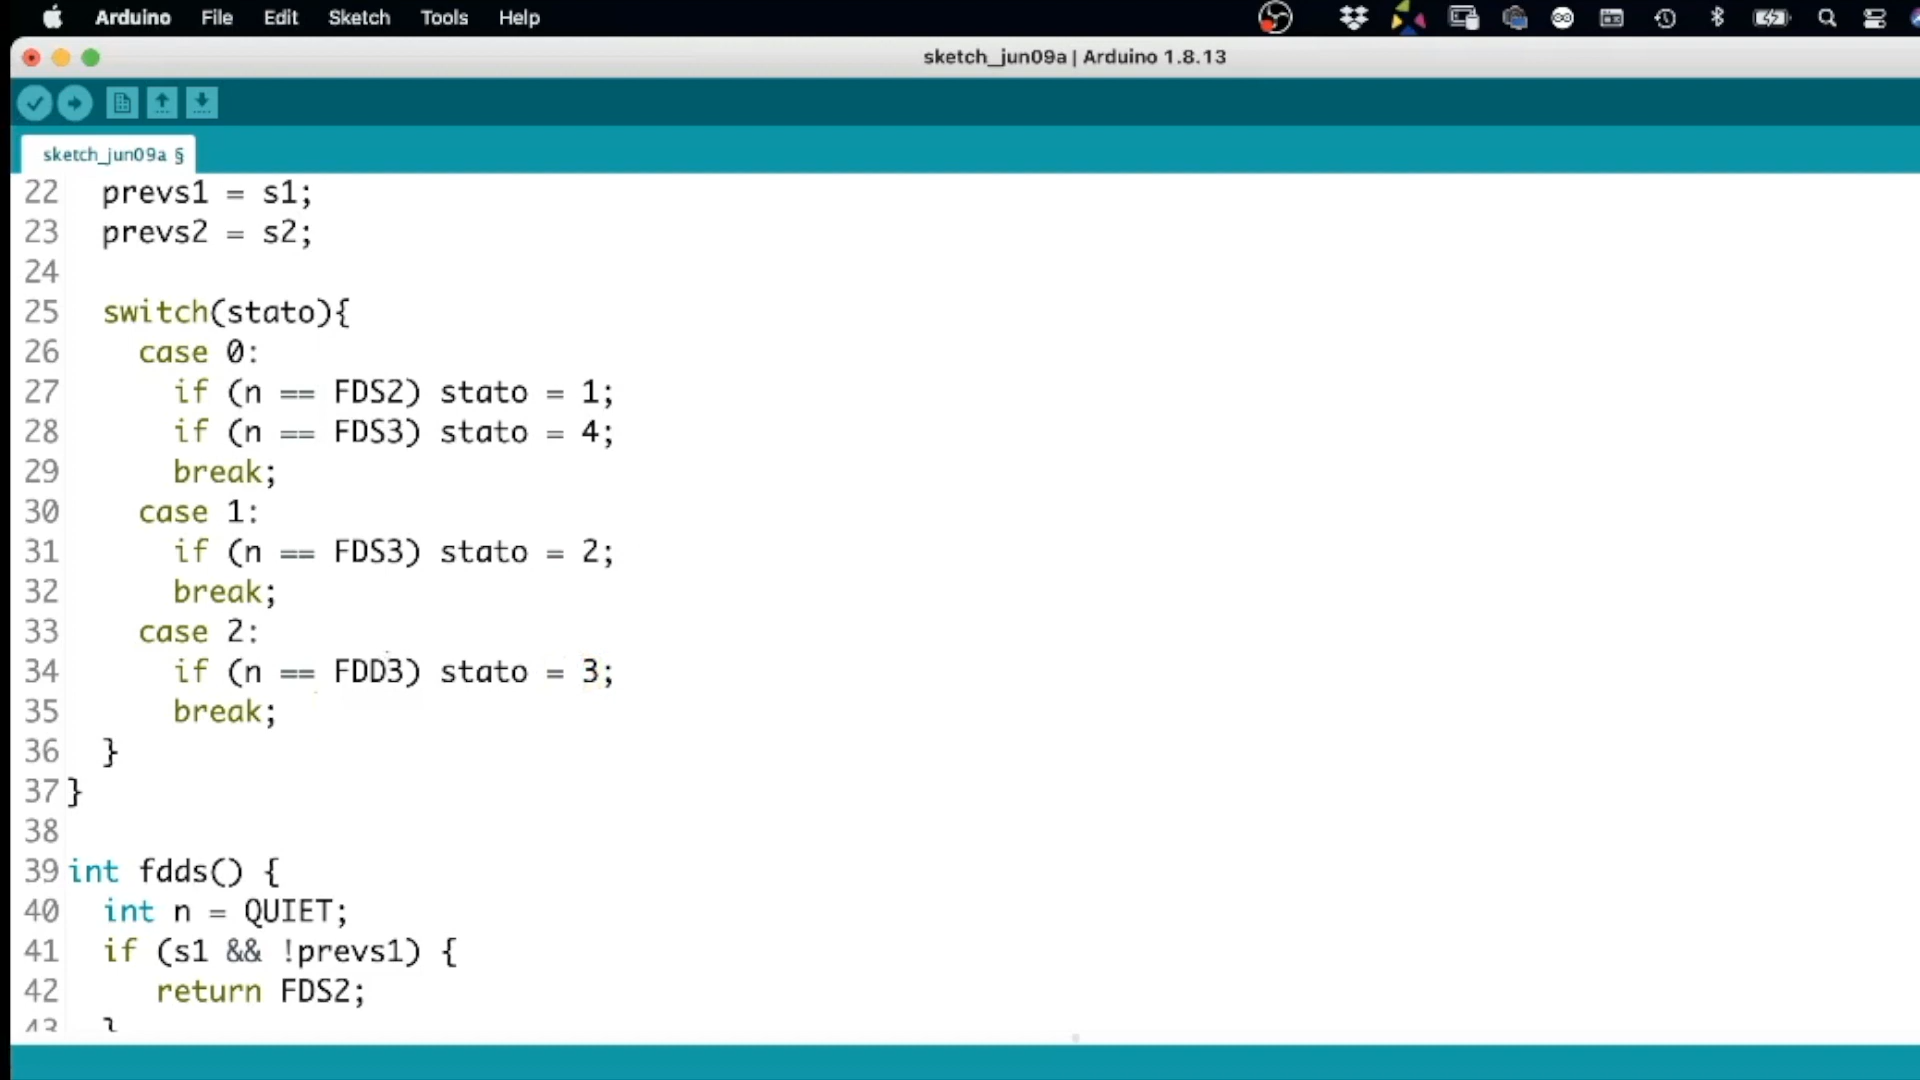 Arduino File Edit Sketch Tools Help
sketch_jun09a | Arduino 1.8.13
sketch_jun09a §
22 prevs1 = s1;
23 prevs2 = s2;
24
25 switch(stato){
26 case 0:
27 if (n == FDS2) stato = 1;
28 if (n == FDS3) stato = 4;
29 break;
30 case 1:
31 if (n == FDS3) stato = 2;
32 break;
33 case 2:
34 if (n == FDD3) stato = 3;
35 break;
36 }
37 }
38
39 int fdds() {
40 int n = QUIET;
41 if (s1 && !prevs1) {
42 return FDS2;
43 }